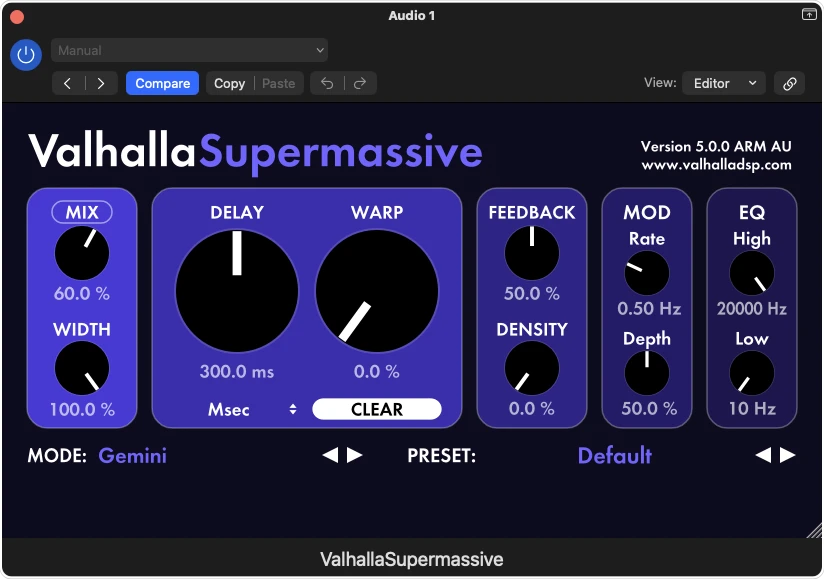 Audio 1
Manual
Compare Copy Paste View: Editor
ValhallaSupermassive
Version 5.0.0 ARM AU
www.valhalladsp.com
MIX DELAY WARP FEEDBACK MOD EQ
Rate High
60.0 % 50.0 % 0.50 Hz 20000 Hz
WIDTH DENSITY Depth Low
300.0 ms 0.0 %
100.0 % Msec CLEAR 0.0 % 50.0 % 10 Hz
MODE: Gemini PRESET: Default
ValhallaSupermassive